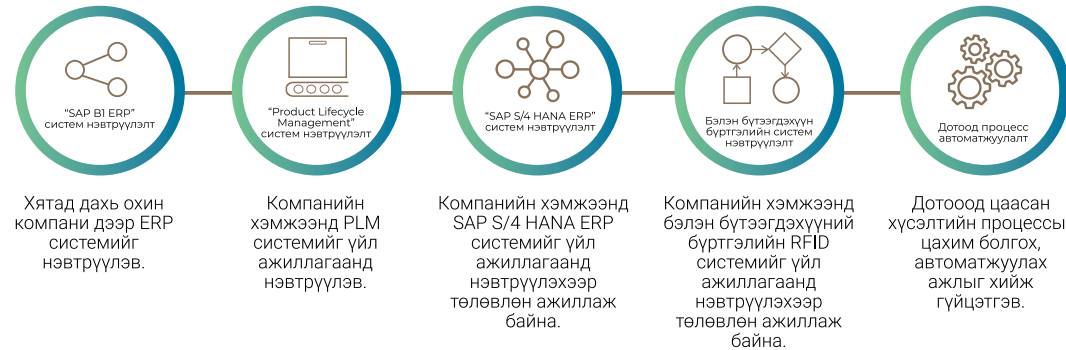 “SAP B1 ERP”
систем нэвтрүүлэлт
“Product Lifecycle
Management”
систем нэвтрүүлэлт
“SAP S/4 HANA ERP”
систем нэвтрүүлэлт
Бэлэн бүтээгдэхүүн
бүртгэлийн систем
нэвтрүүлэлт
Дотоод процесс
автоматжуулалт
Хятад дахь охин
компани дээр ERP
системийг
нэвтрүүлэв.
Компанийн
хэмжээнд PLM
системийг үйл
ажиллагаанд
нэвтрүүлэв.
Компанийн хэмжээнд
SAP S/4 HANA ERP
системийг үйл
ажиллагаанд
нэвтрүүлэхээр
төлөвлөн ажиллаж
байна.
Компанийн хэмжээнд
бэлэн бүтээгдэхүүний
бүртгэлийн RFID
системийг үйл
ажиллагаанд
нэвтрүүлэхээр
төлөвлөн ажиллаж
байна.
Дотооод цаасан
хүсэлтийн процессы
цахим болгох,
автоматжуулах
ажлыг хийж
гүйцэтгэв.